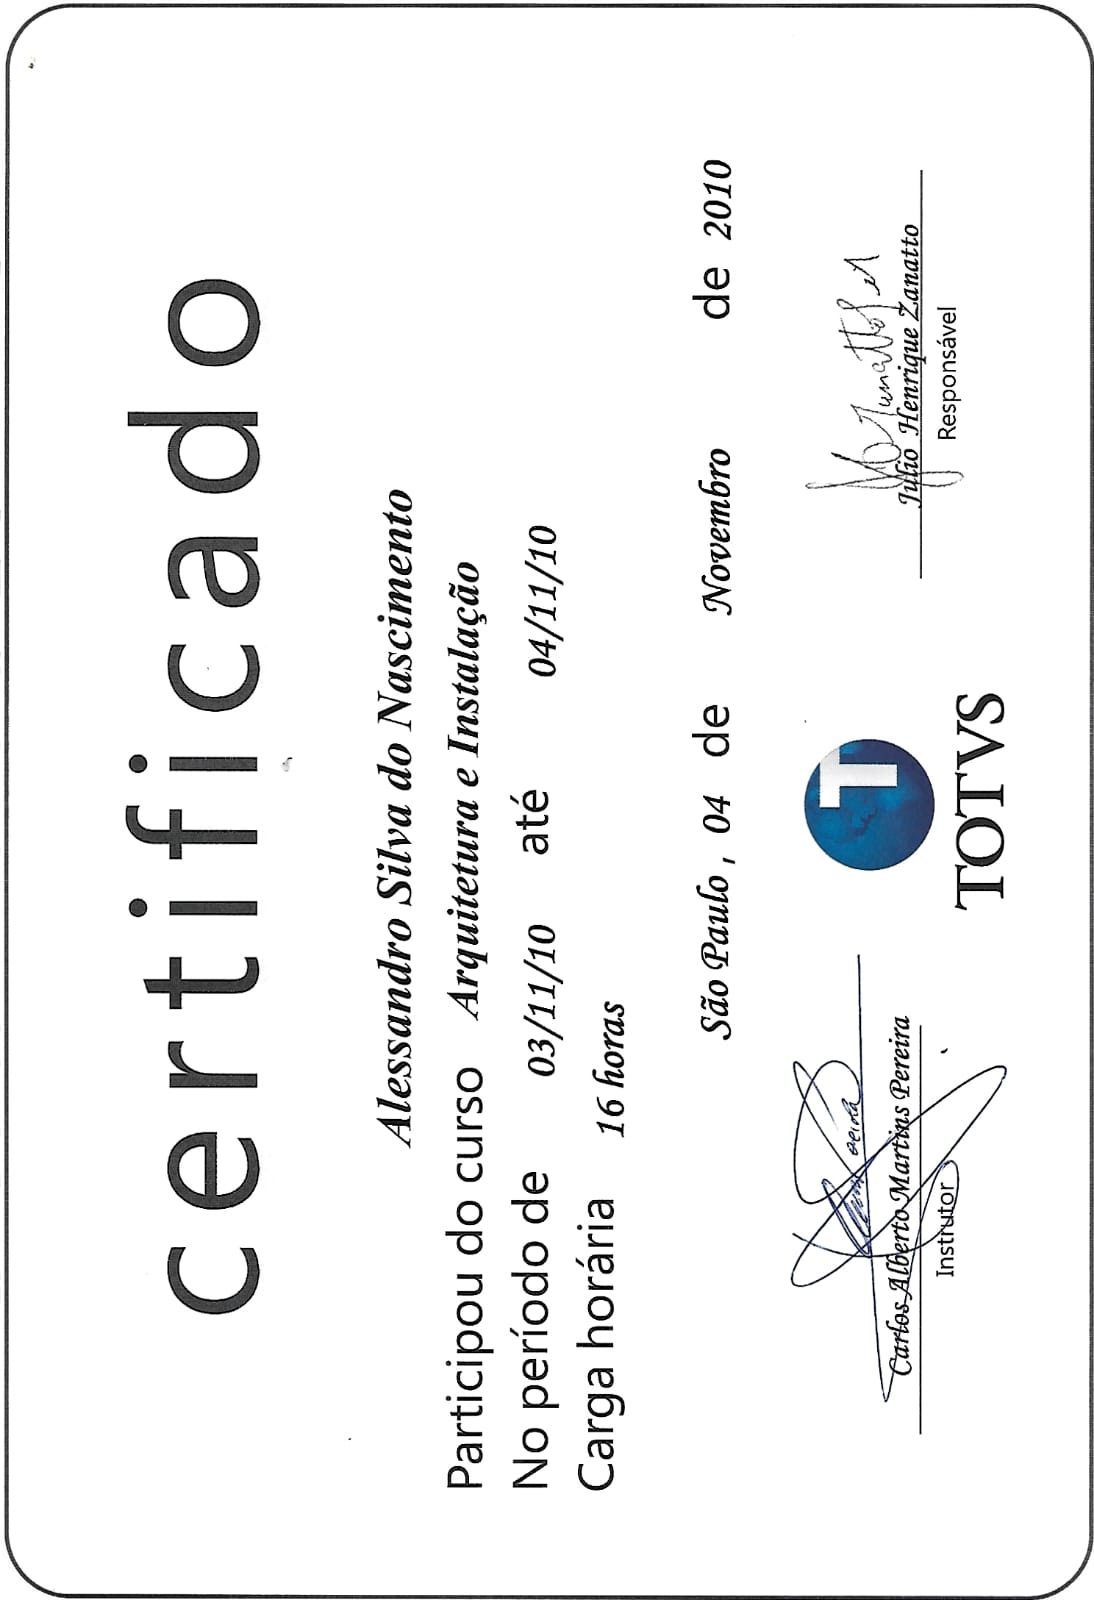 certificado
Alessandro Silva do Nascimento
Participou do curso Arquitetura e Instalação
No período de 03/11/10 até 04/11/10
Carga horária 16 horas
São Paulo, 04 de Novembro de 2010
Carlos Alberto Martins Pereira
Instrutor
TOTVS
Julio Henrique Zanatto
Responsável